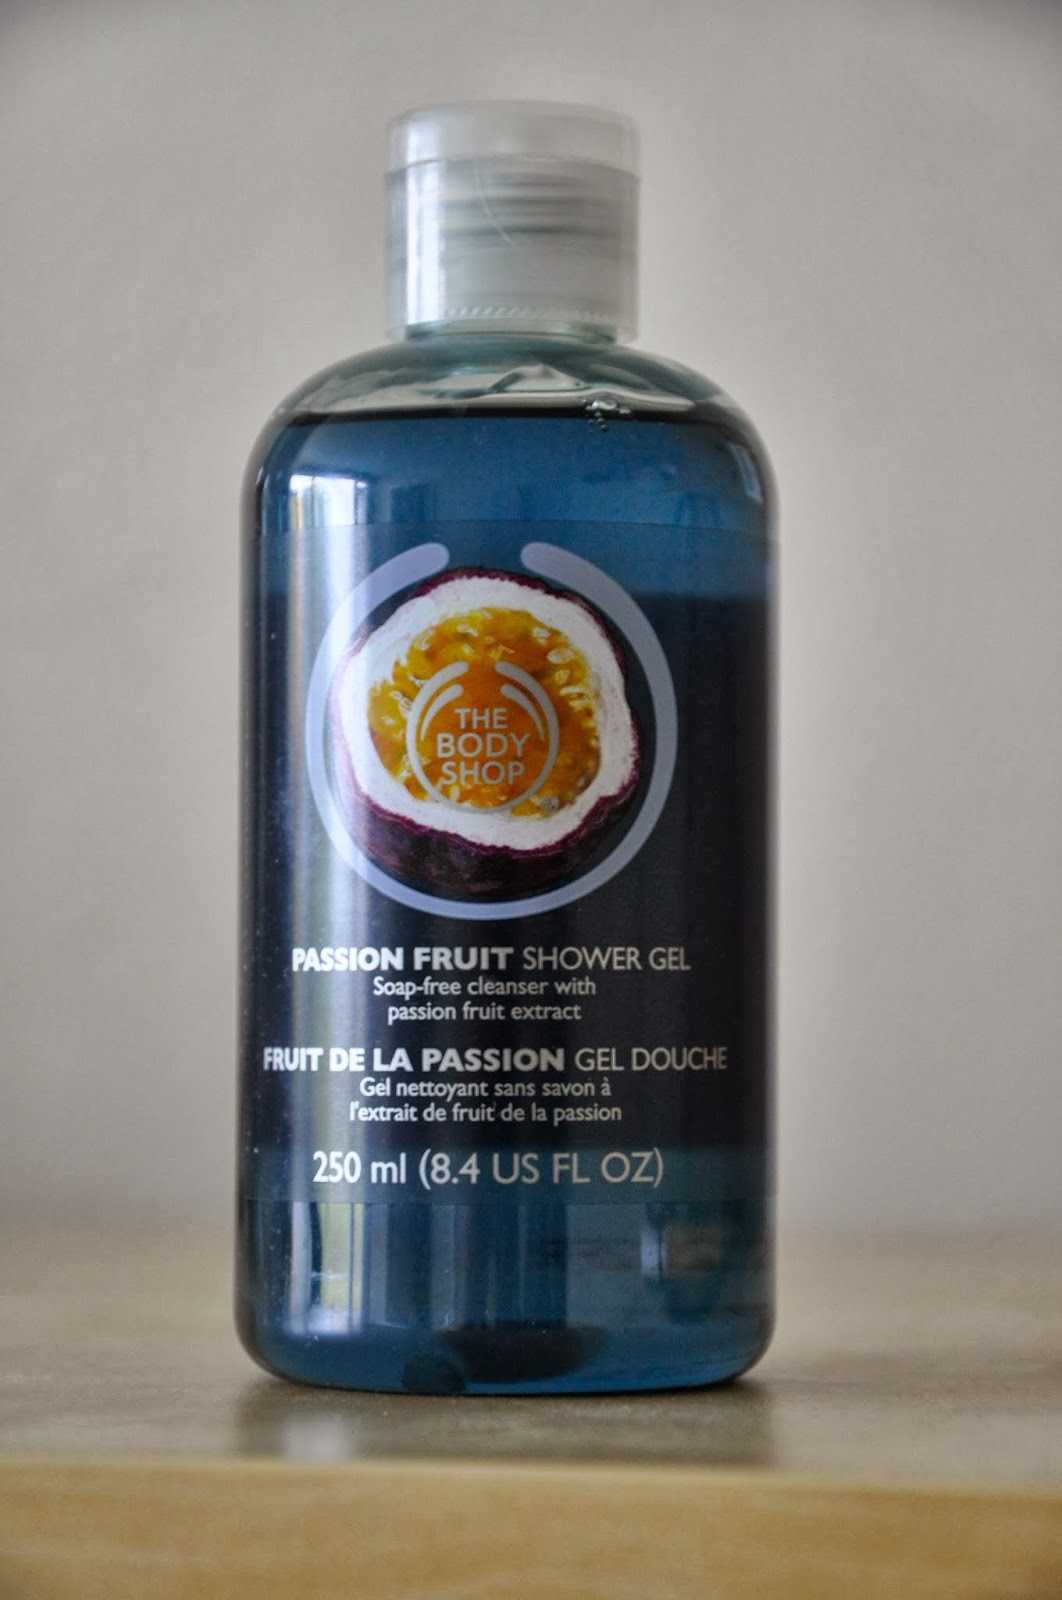 THE
BODY
SHOP
PASSION FRUIT SHOWER GEL
Soap-free cleanser with
passion fruit extract
FRUIT DE LA PASSION GEL DOUCHE
Gel nettoyant sans savon à
l'extrait de fruit de la passion
250 ml (8.4 US FL OZ)